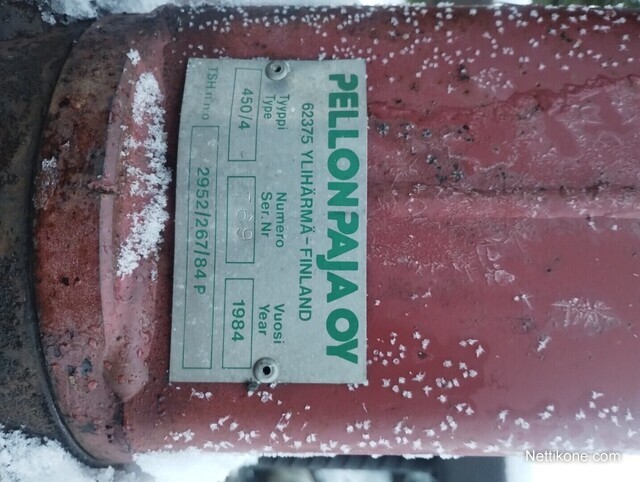 PELLONPAJA OY
62375 YLIHÄRMÄ - FINLAND
Tyyppi Numero Vuosi
Type Ser. Nr Year
450/4 - 769 1984
TSH.n:o 2952/267/84 P
Nettikone.com